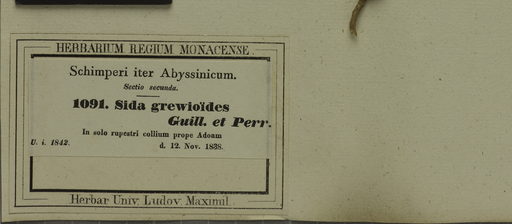 HERBARIUM REGIUM MONACENSE.
Schimperi iter Abyssinicum.
Sectio secunda.
1091. Sida grewioïdes
Guill. et Perr.
In solo rupestri collium prope Adoam
U. i. 1842. d. 12. Nov. 1838.
Herbar. Univ. Ludov. Maximil.